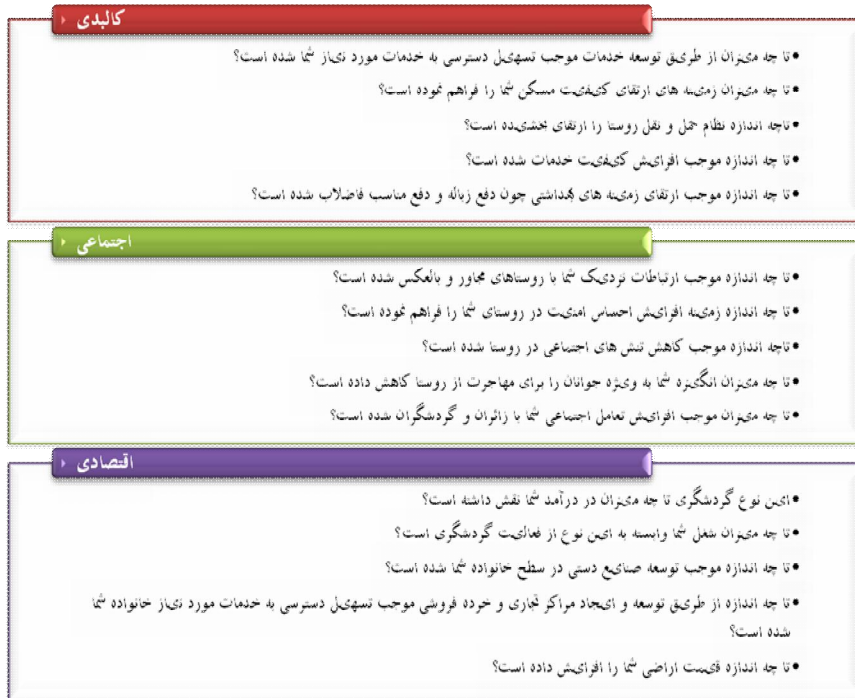 کالبدی
•تا چه میزان از طریق توسعه خدمات موجب تسهیل دسترسی به خدمات مورد نیاز شما شده است؟
•تا چه میزان زمینه های ارتقای کیفیت مسکن شما را فراهم نموده است؟
•تاچه اندازه نظام حمل و نقل روستا را ارتقای بخشیده است؟
•تا چه اندازه موجب افزایش کیفیت خدمات شده است؟
•تا چه اندازه موجب ارتقای زمینه های بهداشتی چون دفع زباله و دفع مناسب فاضلاب شده است؟
اجتماعی
•تا چه اندازه موجب ارتباطات نزدیک شما با روستاهای مجاور و بالعکس شده است؟
•تا چه اندازه زمینه افزایش احساس امنیت در روستای شما را فراهم نموده است؟
•تاچه اندازه موجب کاهش تنش های اجتماعی در روستا شده است؟
•تا چه میزان انگیزه شما به ویژه جوانان را برای مهاجرت از روستا کاهش داده است؟
•تا چه میزان موجب افزایش تعامل اجتماعی شما با زائران و گردشگران شده است؟
اقتصادی
•این نوع گردشگری تا چه میزان در درآمد شما نقش داشته است؟
•تا چه میزان شغل شما وابسته به این نوع از فعالیت گردشگری است؟
•تا چه اندازه موجب توسعه صنایع دستی در سطح خانواده شما شده است؟
•تا چه اندازه از طریق توسعه و ایجاد مراکز تجاری و خرده فروشی موجب تسهیل دسترسی به خدمات مورد نیاز خانواده شما
شده است؟
•تا چه اندازه قیمت اراضی شما را افزایش داده است؟